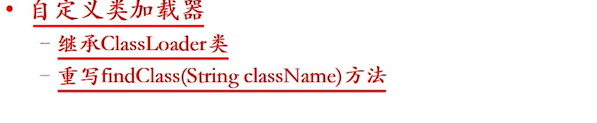 • 自定义类加载器
– 继承ClassLoader类
– 重写findClass(String className)方法